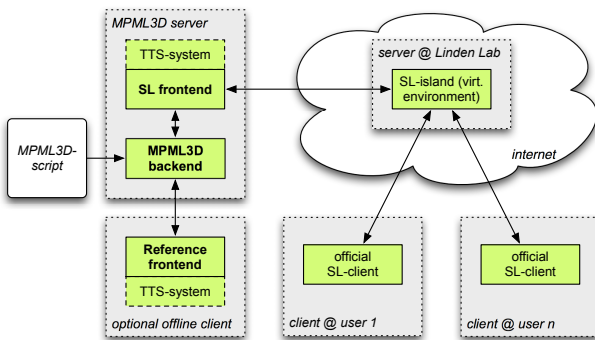 MPML3D server
TTS-system
SL frontend
MPML3D
backend
MPML3D-
script
Reference
frontend
TTS-system
optional offline client
server @ Linden Lab
SL-island (virt.
environment)
internet
official
SL-client
client @ user 1
official
SL-client
client @ user n